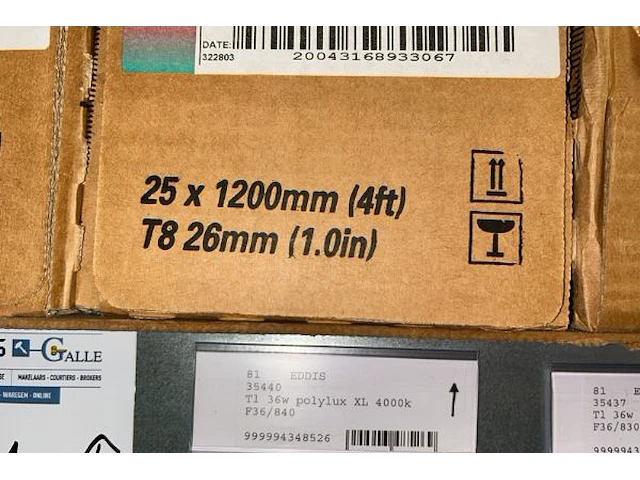 DATE:
322803
20043168933067
25 x 1200mm (4ft)
T8 26mm (1.0in)
GALLE
MAKELAARS - COURTIERS - BROKERS
- WAREGEM - ONLINE
81 EDDIS
35440
Tl 36w polylux XL 4000k
F36/840
999994348526
81 E
35437
Tl 36w
F36/830
9999943